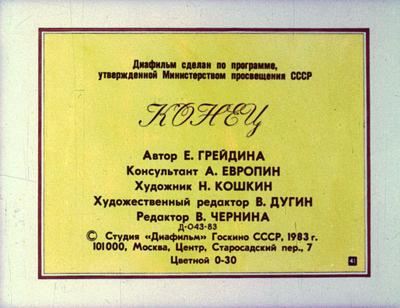 Диафильм сделан по программе,
утвержденной Министерством просвещения СССР
КОНЕЦ
Автор Е. ГРЕЙДИНА
Консультант А. ЕВРОПИН
Художник Н. КОШКИН
Художественный редактор В. ДУГИН
Редактор В. ЧЕРНИНА
Д-043-83
© Студия «Диафильм» Госкино СССР, 1983 г.
101000, Москва, Центр, Старосадский пер., 7
Цветной 0-30
41